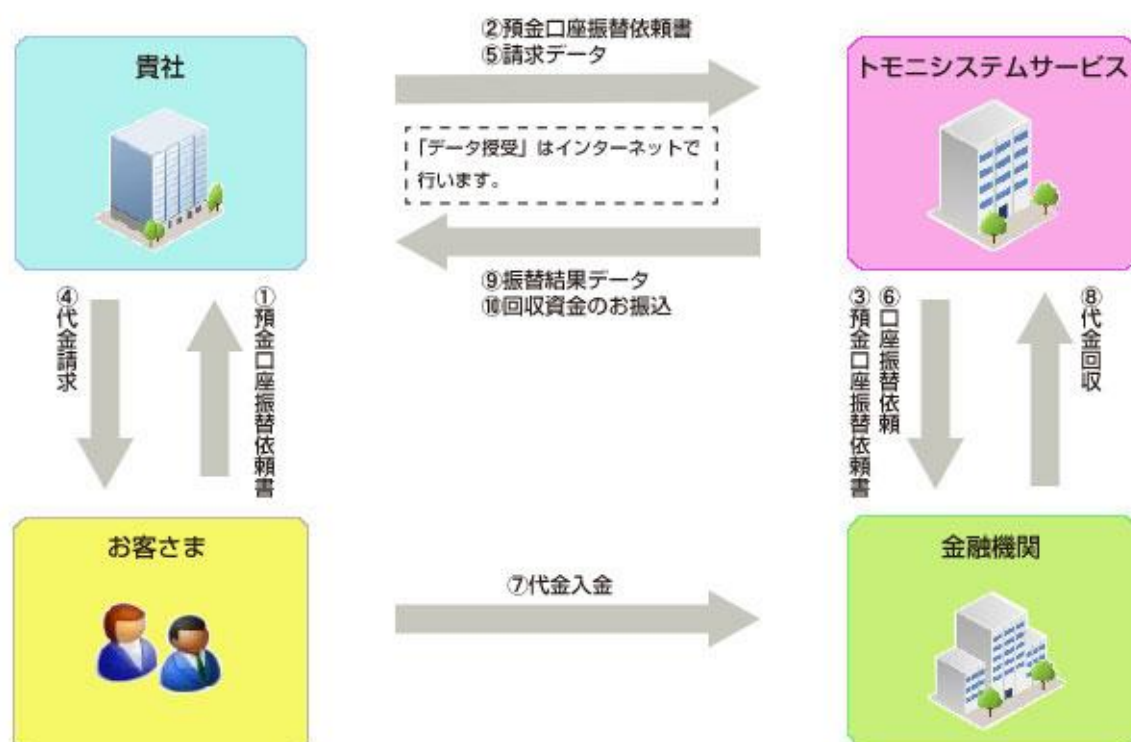 ②預金口座振替依頼書
⑤請求データ
貴社
トモニシステムサービス
「データ授受」はインターネットで
行います。
⑨振替結果データ
⑩回収資金のお振込
④代金請求
①預金口座振替依頼書
③預金口座振替依頼書
⑥口座振替依頼
⑧代金回収
お客さま
金融機関
⑦代金入金